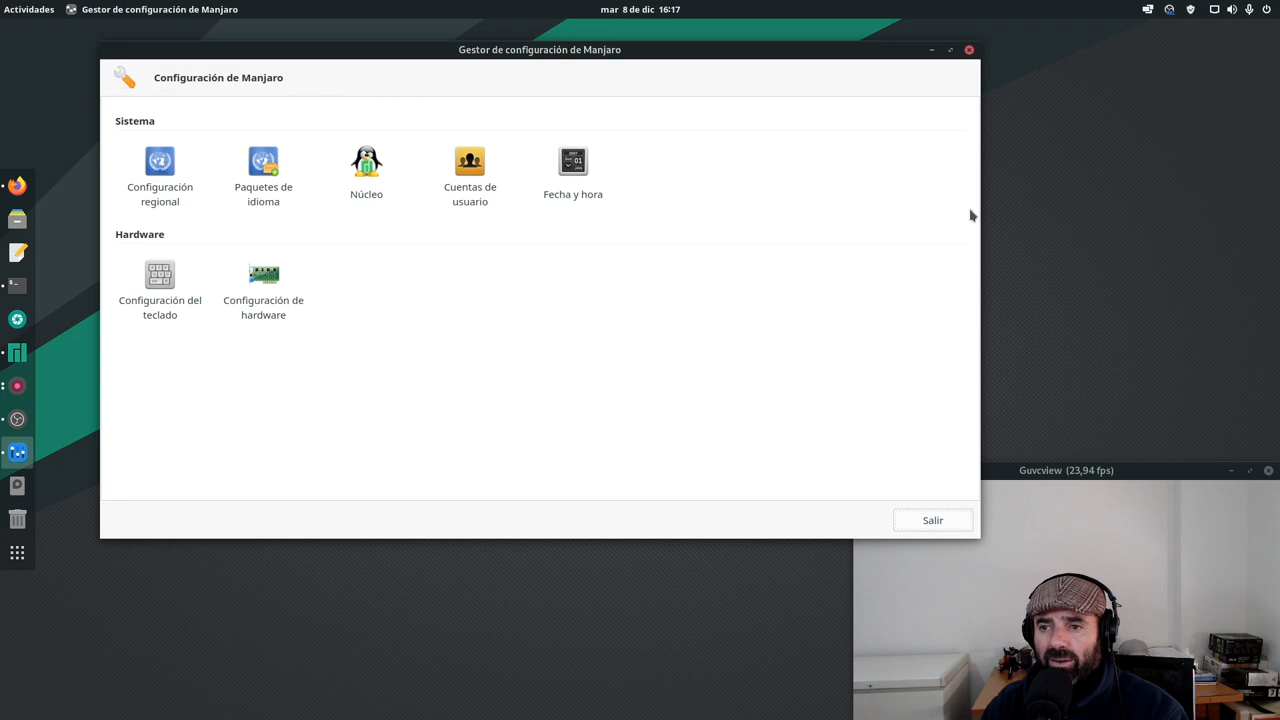 Actividades Gestor de configuración de Manjaro mar 8 de dic 16:17
Gestor de configuración de Manjaro
Configuración de Manjaro
Sistema
Configuración regional
Paquetes de idioma
Núcleo
Cuentas de usuario
Fecha y hora
Hardware
Configuración del teclado
Configuración de hardware
Salir
Guvcview (23,94 fps)